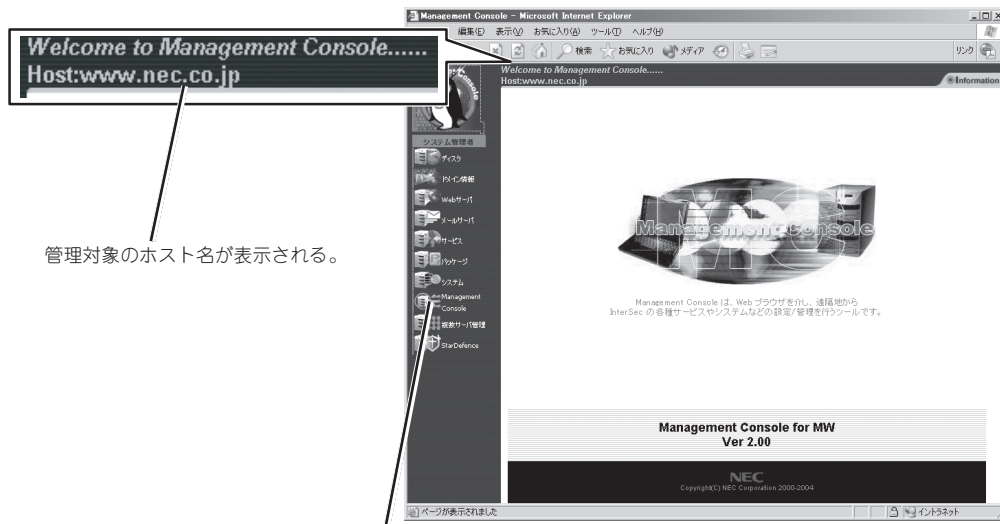 Management Console - Microsoft Internet Explorer
編集(E) 表示(V) お気に入り(A) ツール(T) ヘルプ(H)
検索 お気に入り メディア
リンク
Welcome to Management Console......
Host:www.nec.co.jp
Welcome to Management Console......
Host:www.nec.co.jp
Information
システム管理者
ディスク
ドメイン情報
Webサーバ
メールサーバ
サービス
パッケージ
システム
Management
Console
複数サーバ管理
StarDefence
管理対象のホスト名が表示される。
MC
Management Console
Management Console は、Web ブラウザを介し、遠隔地から
InterSec の各種サービスやシステムなどの設定/管理を行うツールです。
Management Console for MW
Ver 2.00
NEC
Copyright(C) NEC Corporation 2000-2004
ページが表示されました
イントラネット